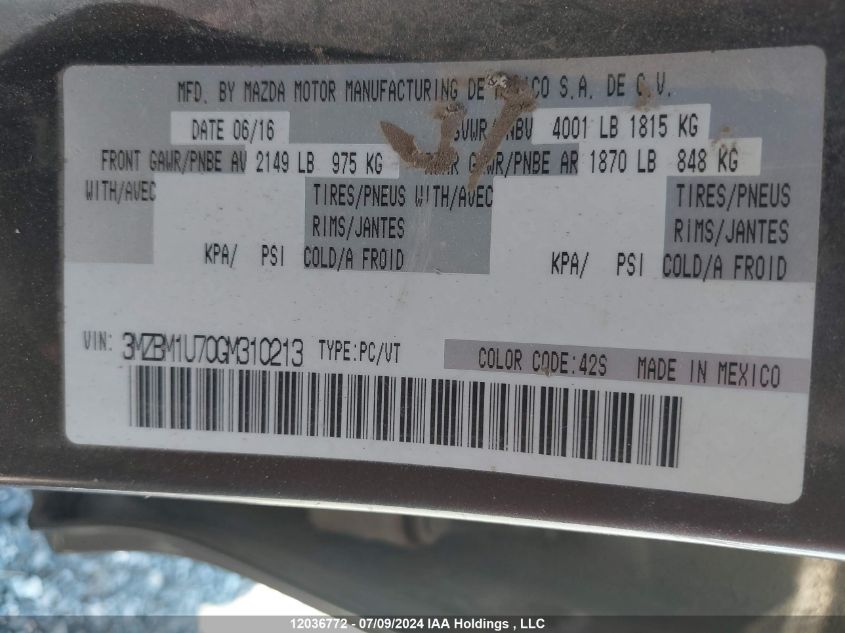 MFD. BY MAZDA MOTOR MANUFACTURING DE S.A. DE C.V.
DATE 06/16 4001 LB 1815 KG
FRONT GAWR/PNBE AV 2149 LB 975 KG GAWR/PNBE AR 1870 LB 848 KG
WITH/AVEC TIRES/PNEUS WITH/AVEC TIRES/PNEUS
RIMS/JANTES RIMS/JANTES
KPA/ PSI COLD/A FROID KPA/ PSI COLD/A FROID
VIN: 3MZBM1U70GM310213 TYPE:PC/VT COLOR CODE:42S MADE IN MEXICO
12036772 - 07/09/2024 IAA Holdings , LLC